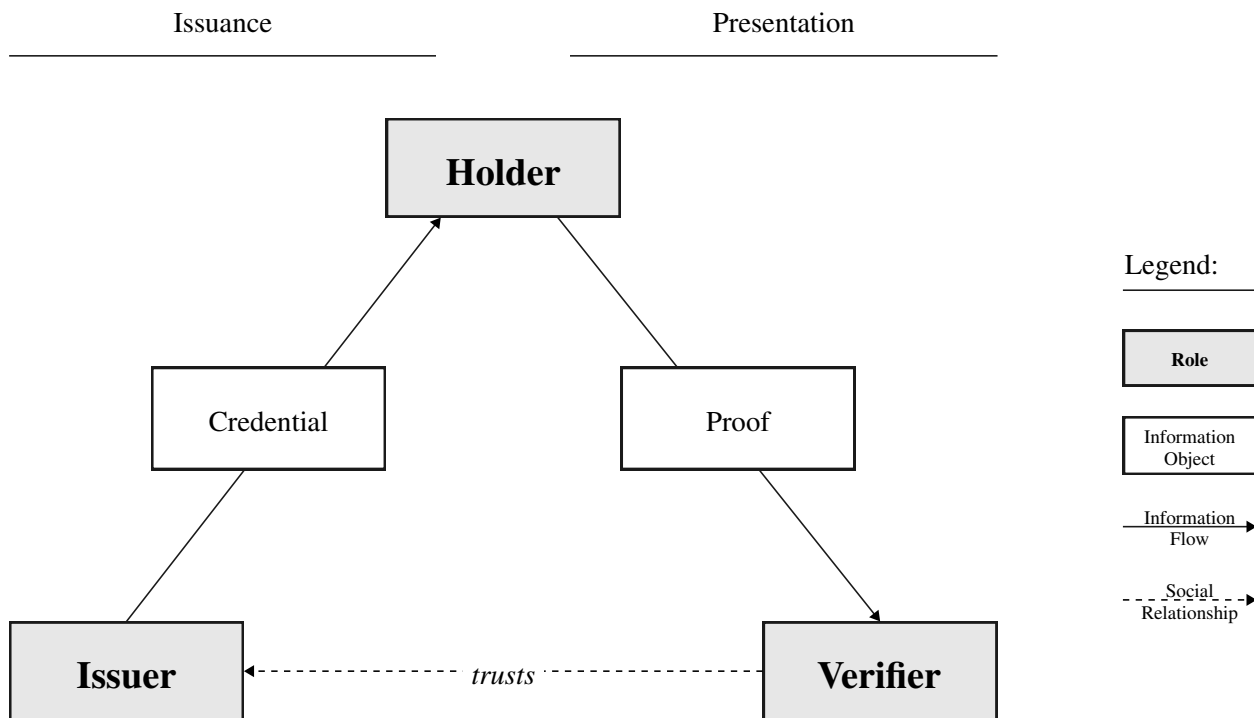 Issuance
Presentation
Holder
Legend:
Role
Credential
Proof
Information
Object
Information
Flow
Social
Relationship
Issuer
trusts
Verifier